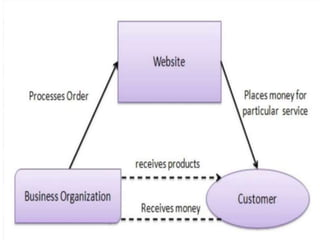 Website
Processes Order
Places money for
particular service
receives products
Business Organization
Customer
Receives money